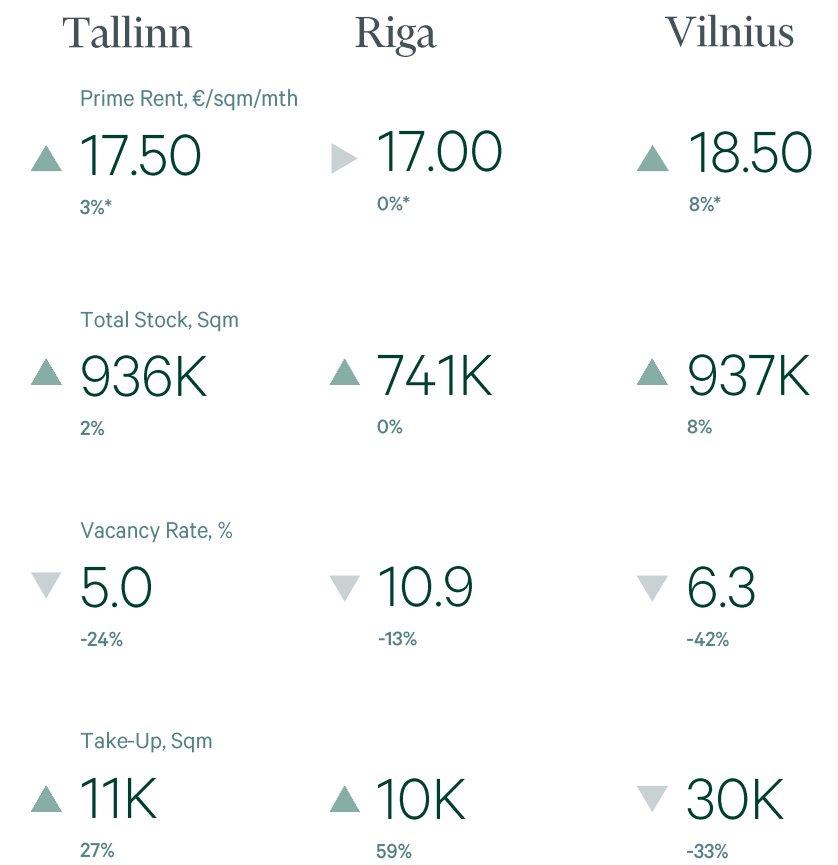 Tallinn Riga Vilnius
Prime Rent, €/sqm/mth
17.50 17.00 18.50
3%* 0%* 8%*
Total Stock, Sqm
936K 741K 937K
2% 0% 8%
Vacancy Rate, %
5.0 10.9 6.3
-24% -13% -42%
Take-Up, Sqm
11K 10K 30K
27% 59% -33%